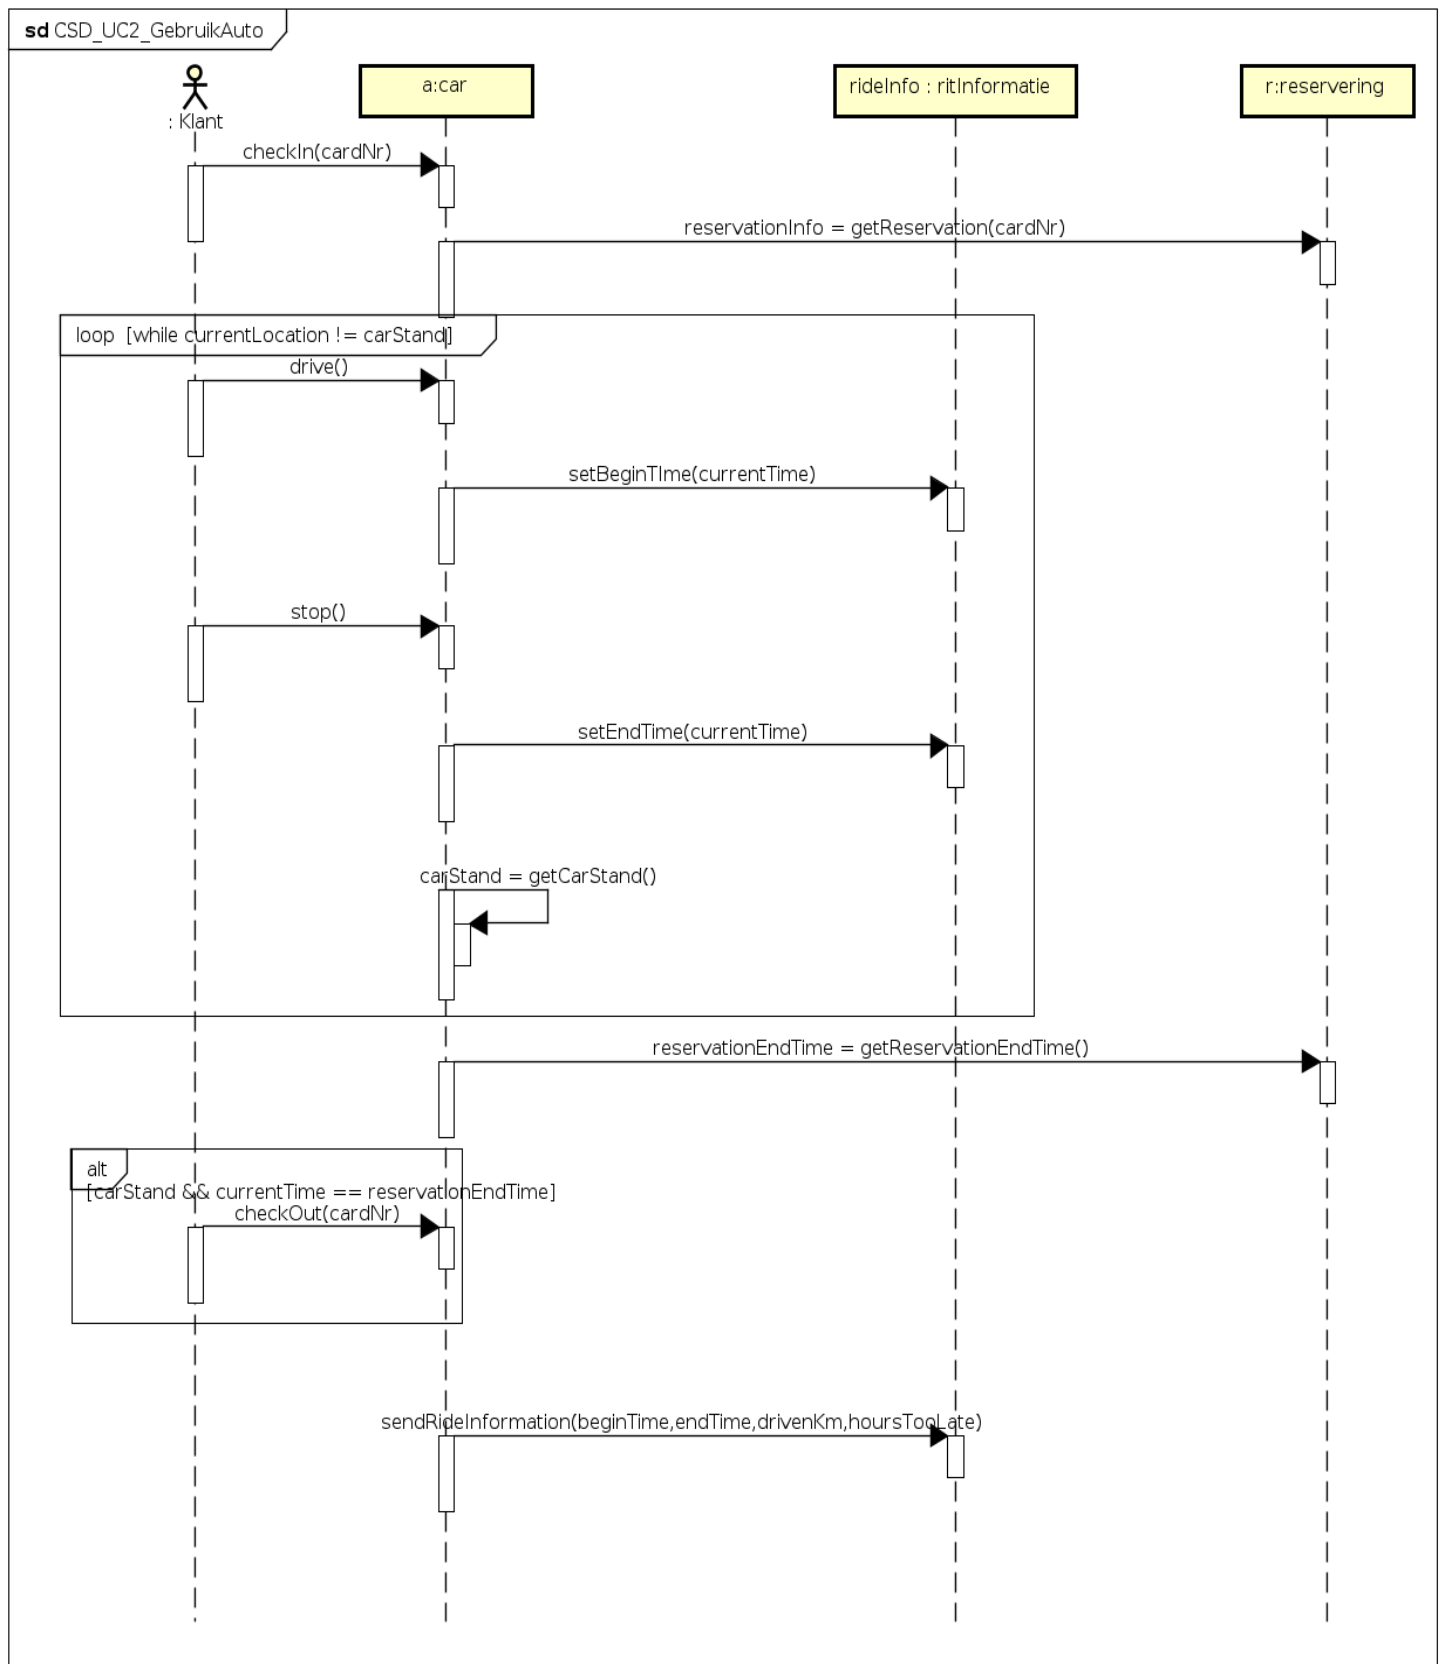 sd CSD_UC2_GebruikAuto
: Klant
a:car
rideInfo : ritInformatie
r:reservering
checkIn(cardNr)
reservationInfo = getReservation(cardNr)
loop [while currentLocation != carStand]
drive()
setBeginTIme(currentTime)
stop()
setEndTime(currentTime)
carStand = getCarStand()
reservationEndTime = getReservationEndTime()
alt
[carStand && currentTime == reservationEndTime]
checkOut(cardNr)
sendRideInformation(beginTime,endTime,drivenKm,hoursTooLate)